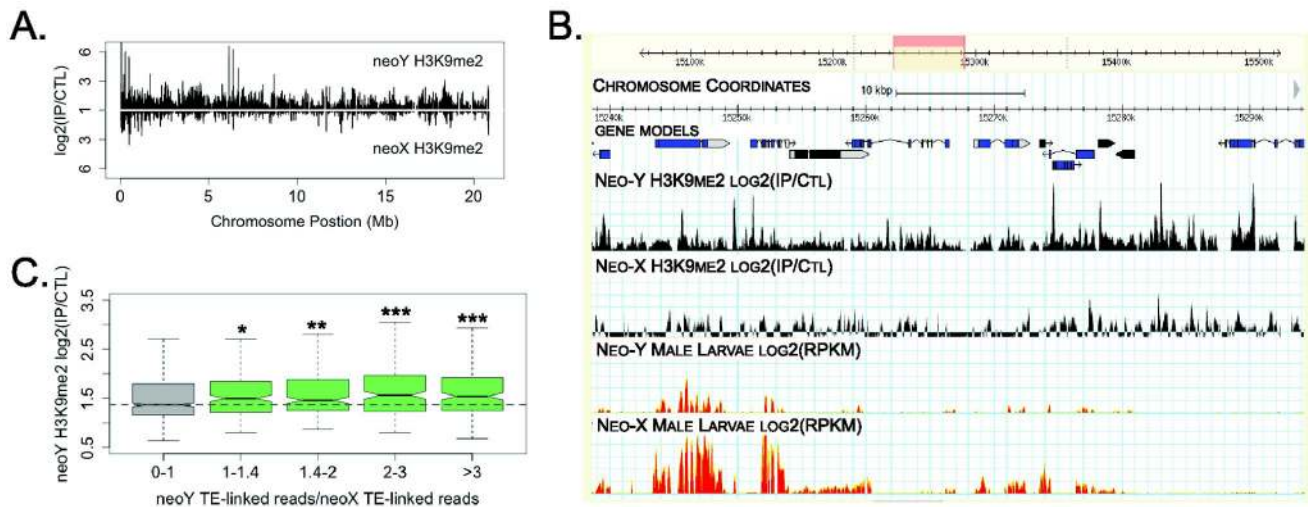 A.
log2(IP/CTL)
6
3
1
3
6
neoY H3K9me2
neoX H3K9me2
0
5
10
15
20
Chromosome Postion (Mb)
B.
15100k
15200k
15300k
15400k
15500k
CHROMOSOME COORDINATES
10 kbp
15240k
15250k
15260k
15270k
15280k
15290k
GENE MODELS
NEO-Y H3K9ME2 LOG2(IP/CTL)
NEO-X H3K9ME2 LOG2(IP/CTL)
NEO-Y MALE LARVAE LOG2(RPKM)
NEO-X MALE LARVAE LOG2(RPKM)
C.
neoY H3K9me2 log2(IP/CTL)
3.5
2.5
1.5
0.5
*
**
***
***
0-1
1-1.4
1.4-2
2-3
>3
neoY TE-linked reads/neoX TE-linked reads